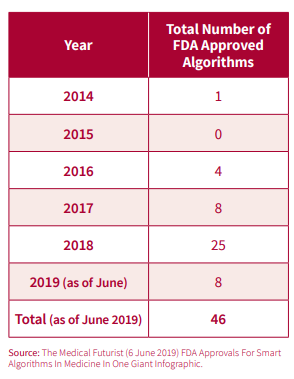 Year
Total Number of
FDA Approved
Algorithms
2014 1
2015 0
2016 4
2017 8
2018 25
2019 (as of June) 8
Total (as of June 2019) 46
Source: The Medical Futurist (6 June 2019) FDA Approvals For Smart
Algorithms In Medicine In One Giant Infographic.